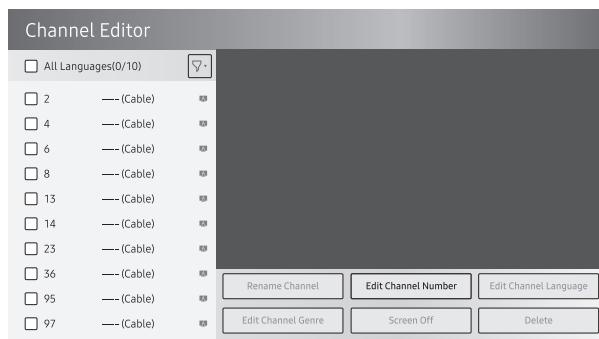 Channel Editor
All Languages(0/10)
2 —-- (Cable)
4 —-- (Cable)
6 —-- (Cable)
8 —-- (Cable)
13 —-- (Cable)
14 —-- (Cable)
23 —-- (Cable)
36 —-- (Cable)
95 —-- (Cable)
97 —-- (Cable)
Rename Channel Edit Channel Number Edit Channel Language
Edit Channel Genre Screen Off Delete